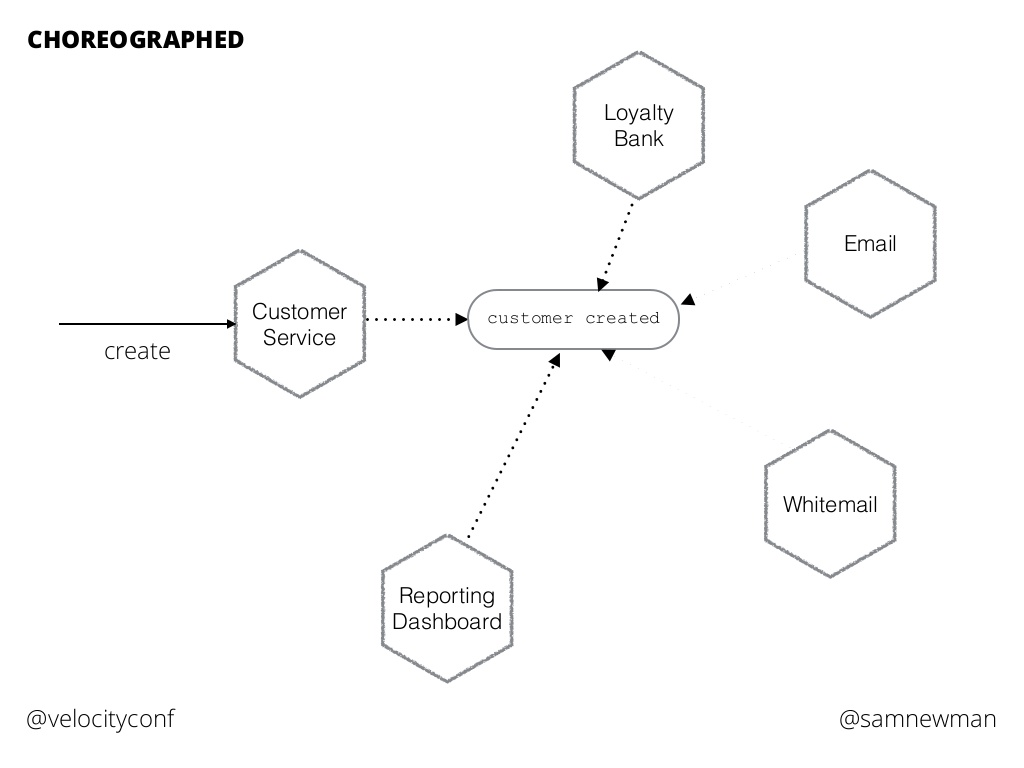 CHOREOGRAPHED
Loyalty
Bank
Email
Customer
Service
customer created
create
Whitemail
Reporting
Dashboard
@velocityconf
@samnewman